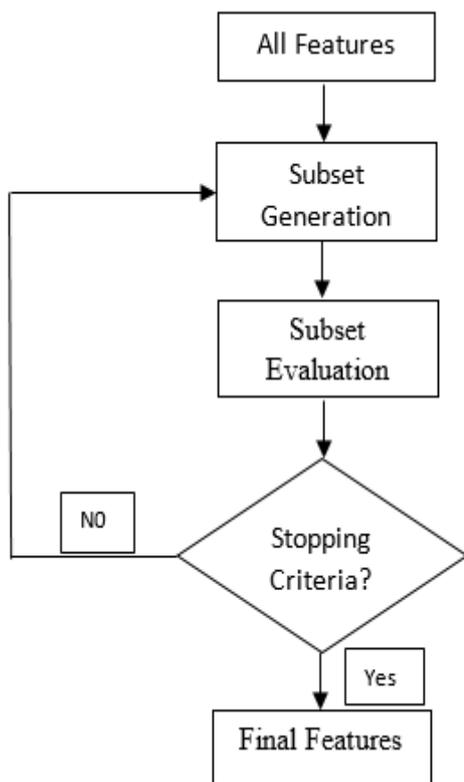 All Features
Subset
Generation
Subset
Evaluation
N0
Stopping
Criteria?
Yes
Final Features